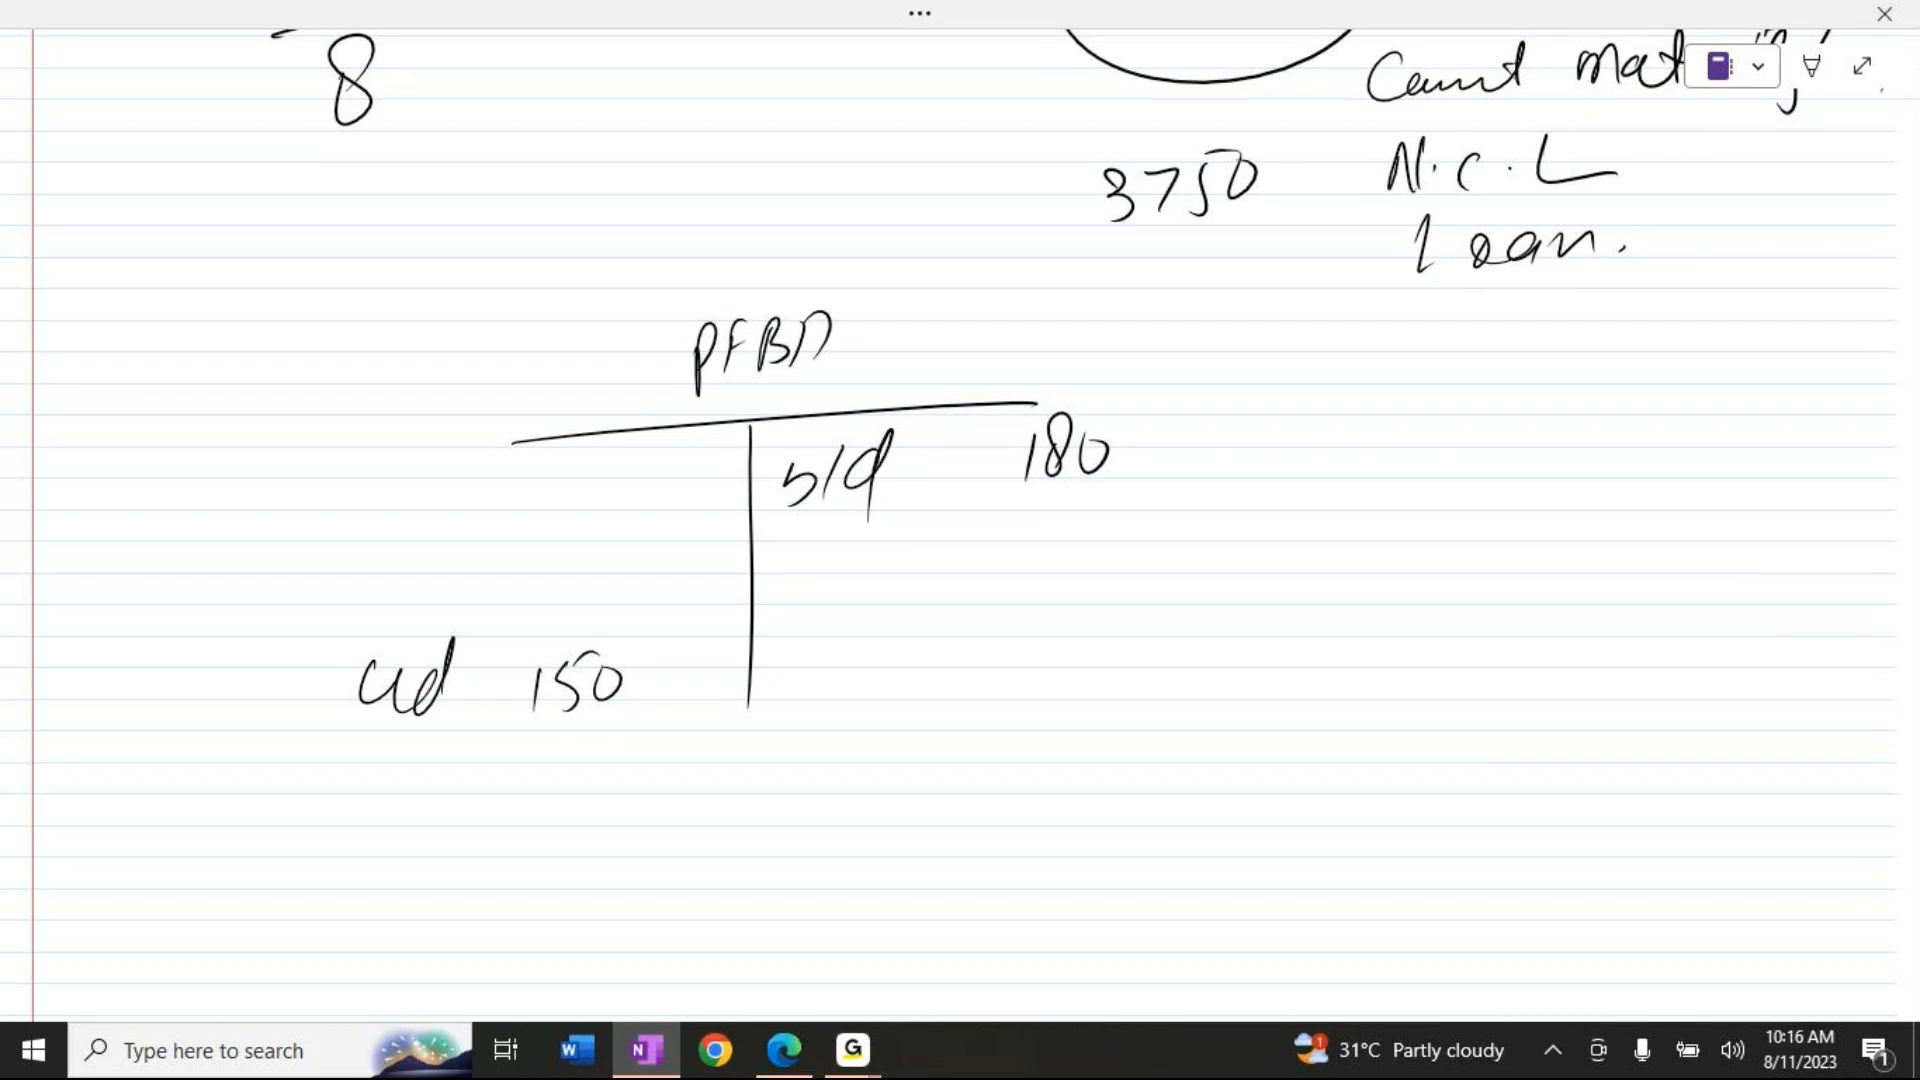 ...
8
Current mat
3750 N.C.L
Loan.
PFBD
b/d 180
c/d 150
Type here to search
31°C Partly cloudy
10:16 AM
8/11/2023